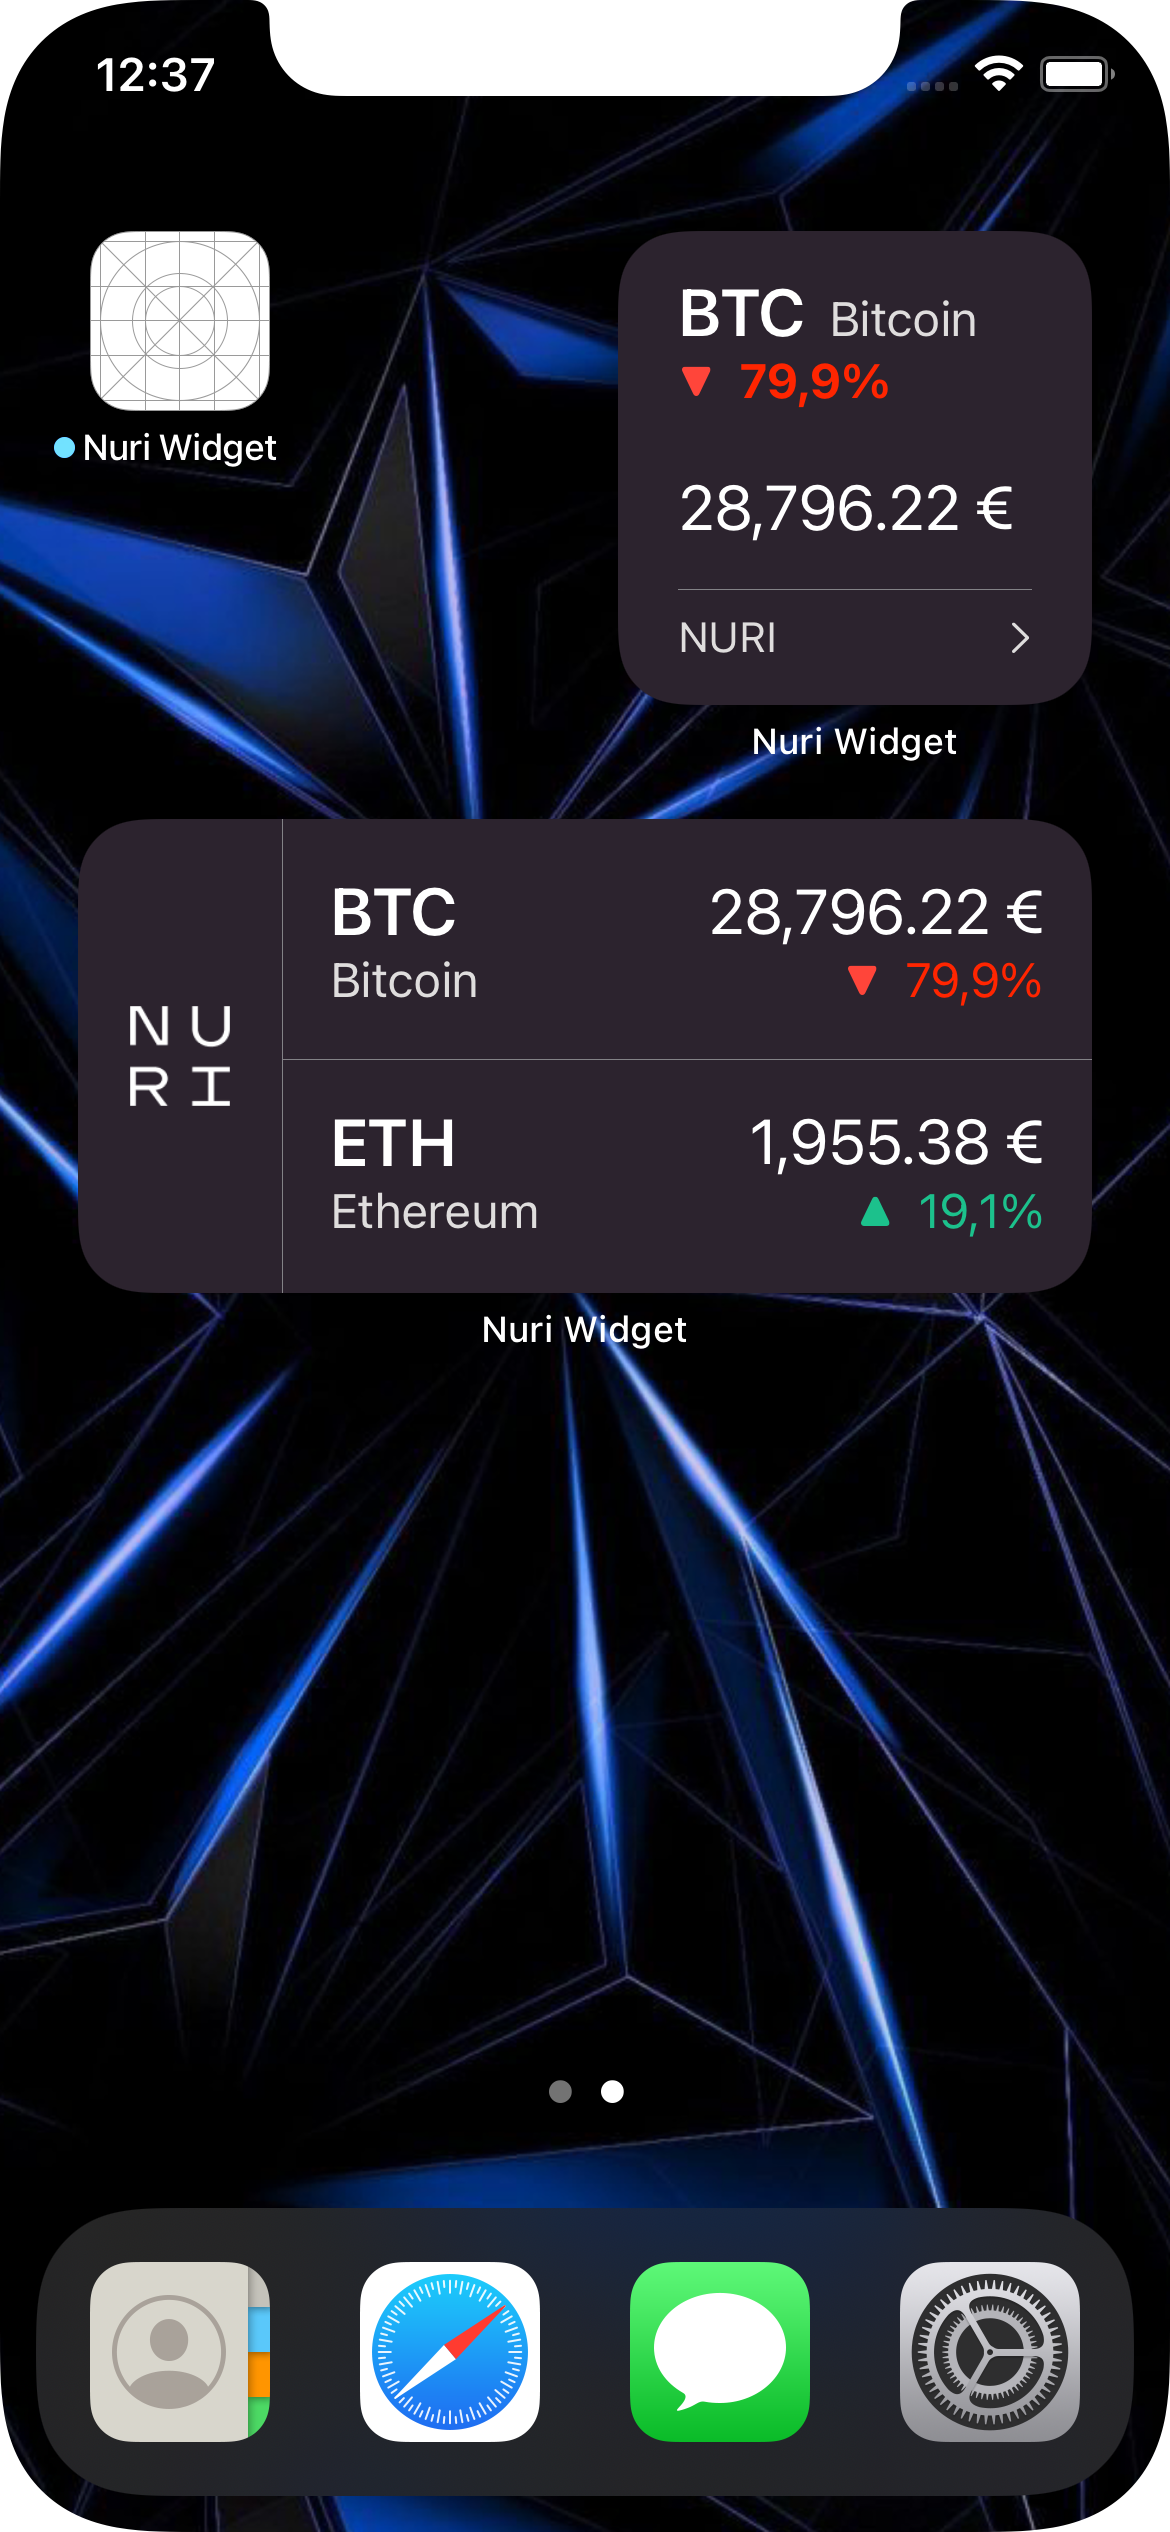 12:37
Nuri Widget
BTC Bitcoin
▼ 79,9%
28,796.22 €
NURI
Nuri Widget
NU
RI
BTC 28,796.22 €
Bitcoin ▼ 79,9%
ETH 1,955.38 €
Ethereum ▲ 19,1%
Nuri Widget